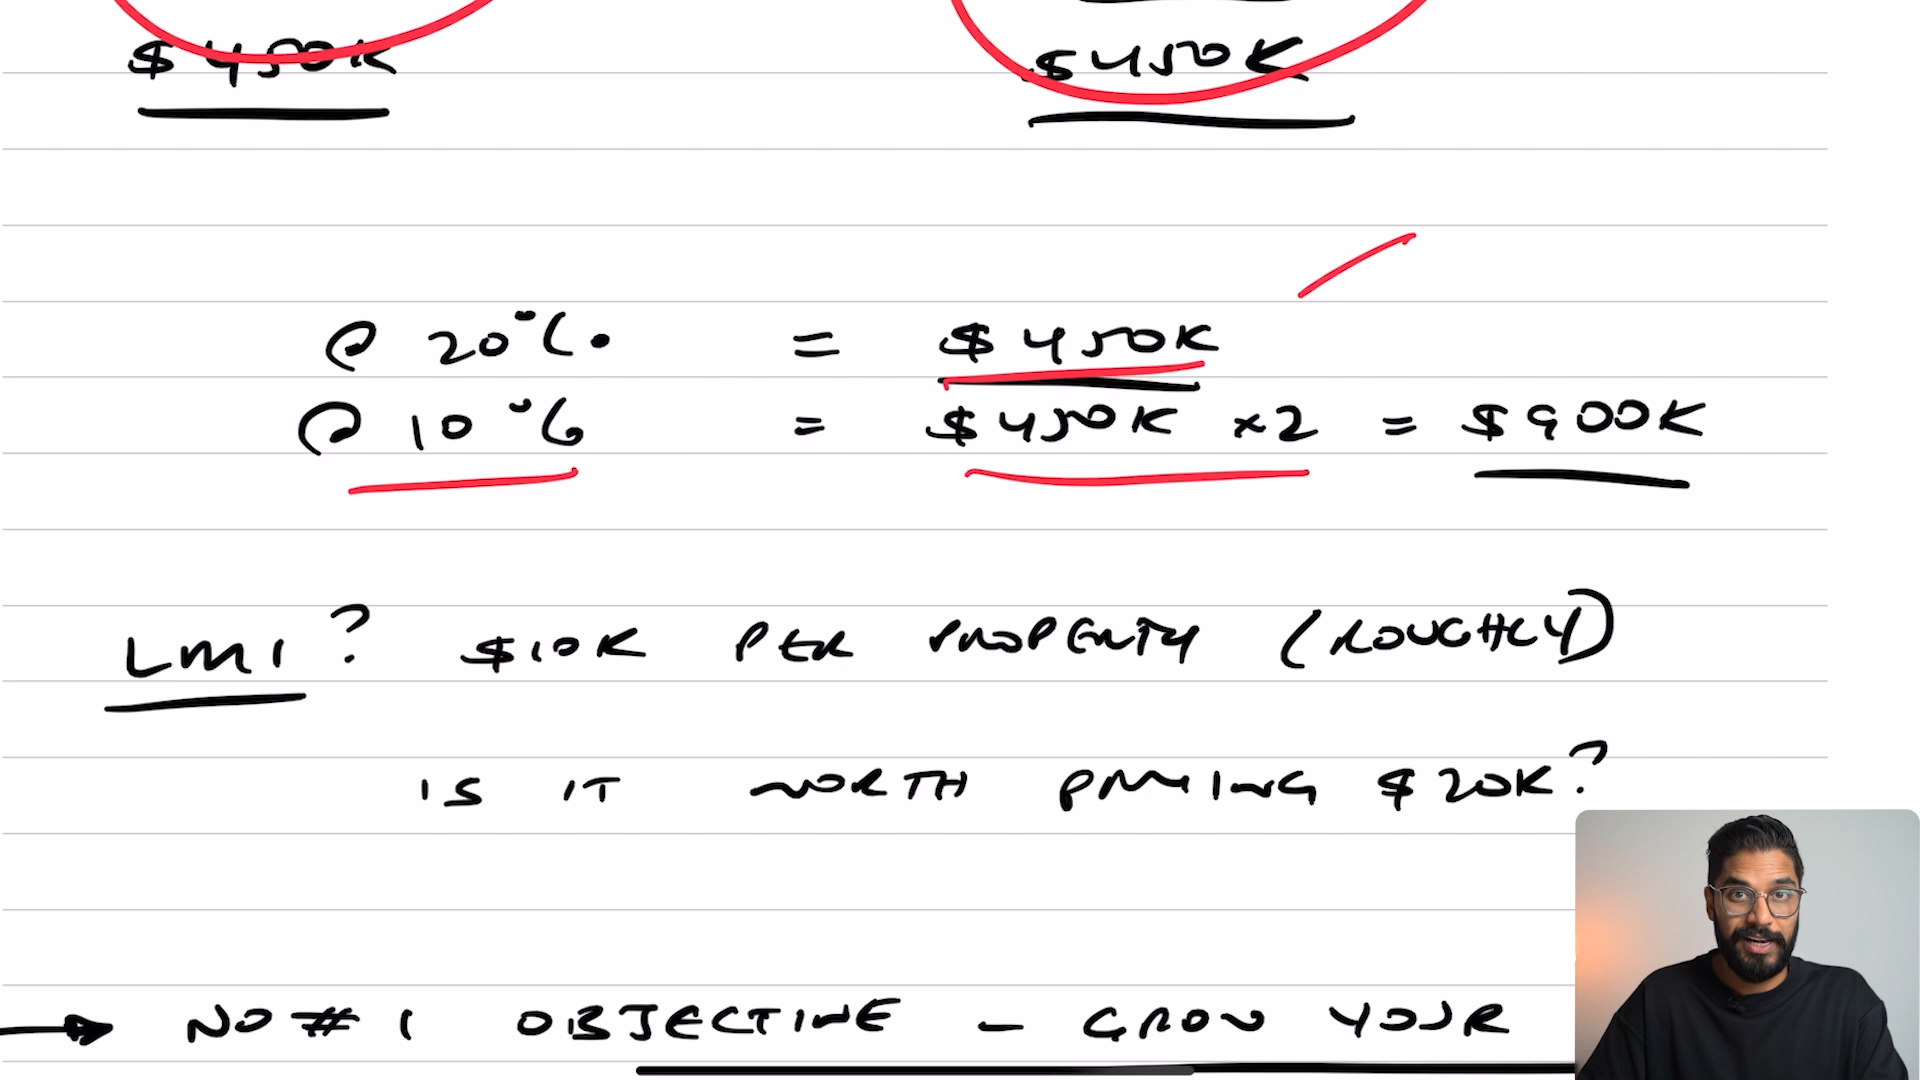 $450K $450K
@ 20% = $450K
@ 10% = $450K x2 = $900K
LMI? $10K PER PROPERTY (ROUGHLY)
IS IT WORTH PAYING $20K?
→ NO # 1 OBJECTIVE - GROW YOUR